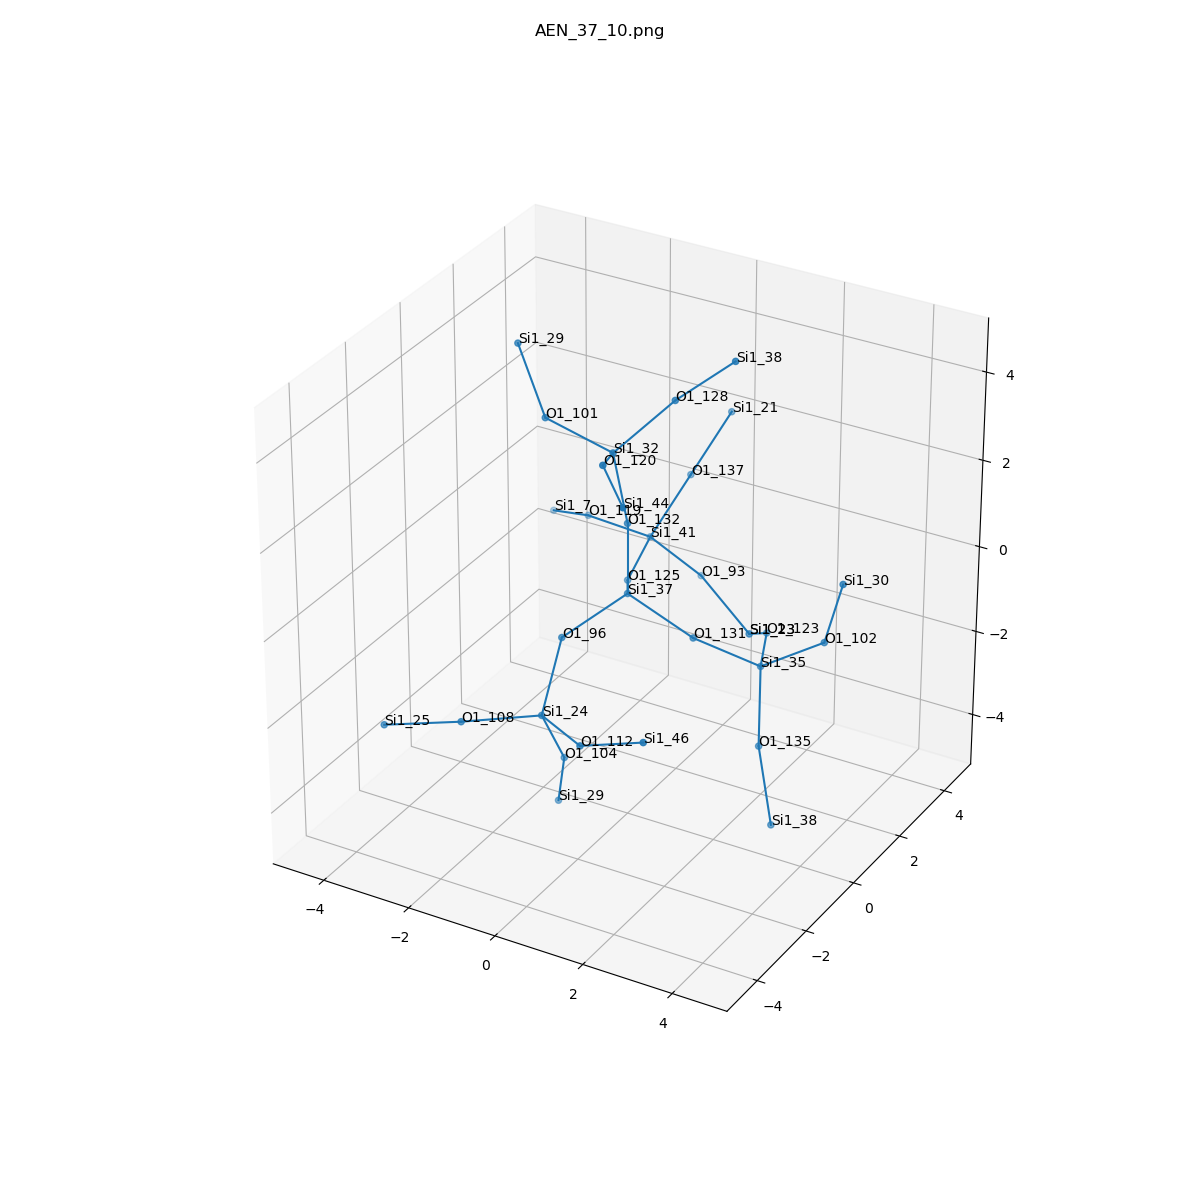 AEN_37_10.png
Si1_29
Si1_38
O1_128
Si1_21
O1_101
Si1_32
O1_120
O1_137
Si1_7
O1_119
Si1_44
O1_132
Si1_41
O1_93
O1_125
Si1_37
Si1_30
O1_96
O1_131
O1_123
O1_102
Si1_35
Si1_24
Si1_25
O1_108
O1_112
Si1_46
O1_104
O1_135
Si1_29
Si1_38
−4
−2
0
2
4
−4
−2
0
2
4
−4
−2
0
2
4